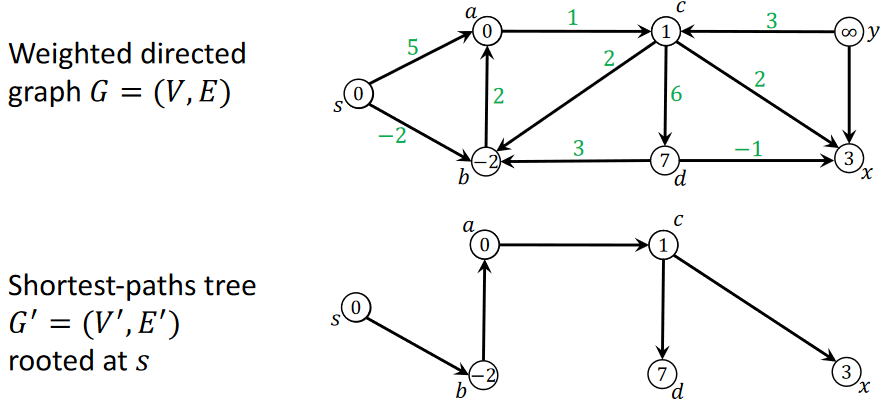 Weighted directed
graph G = (V, E)
a
0
1
c
1
3
∞
y
5
2
s
0
2
6
2
−2
b
−2
3
7
d
−1
3
x
Shortest-paths tree
G′ = (V′, E′)
rooted at s
a
0
c
1
s
0
b
−2
7
d
3
x